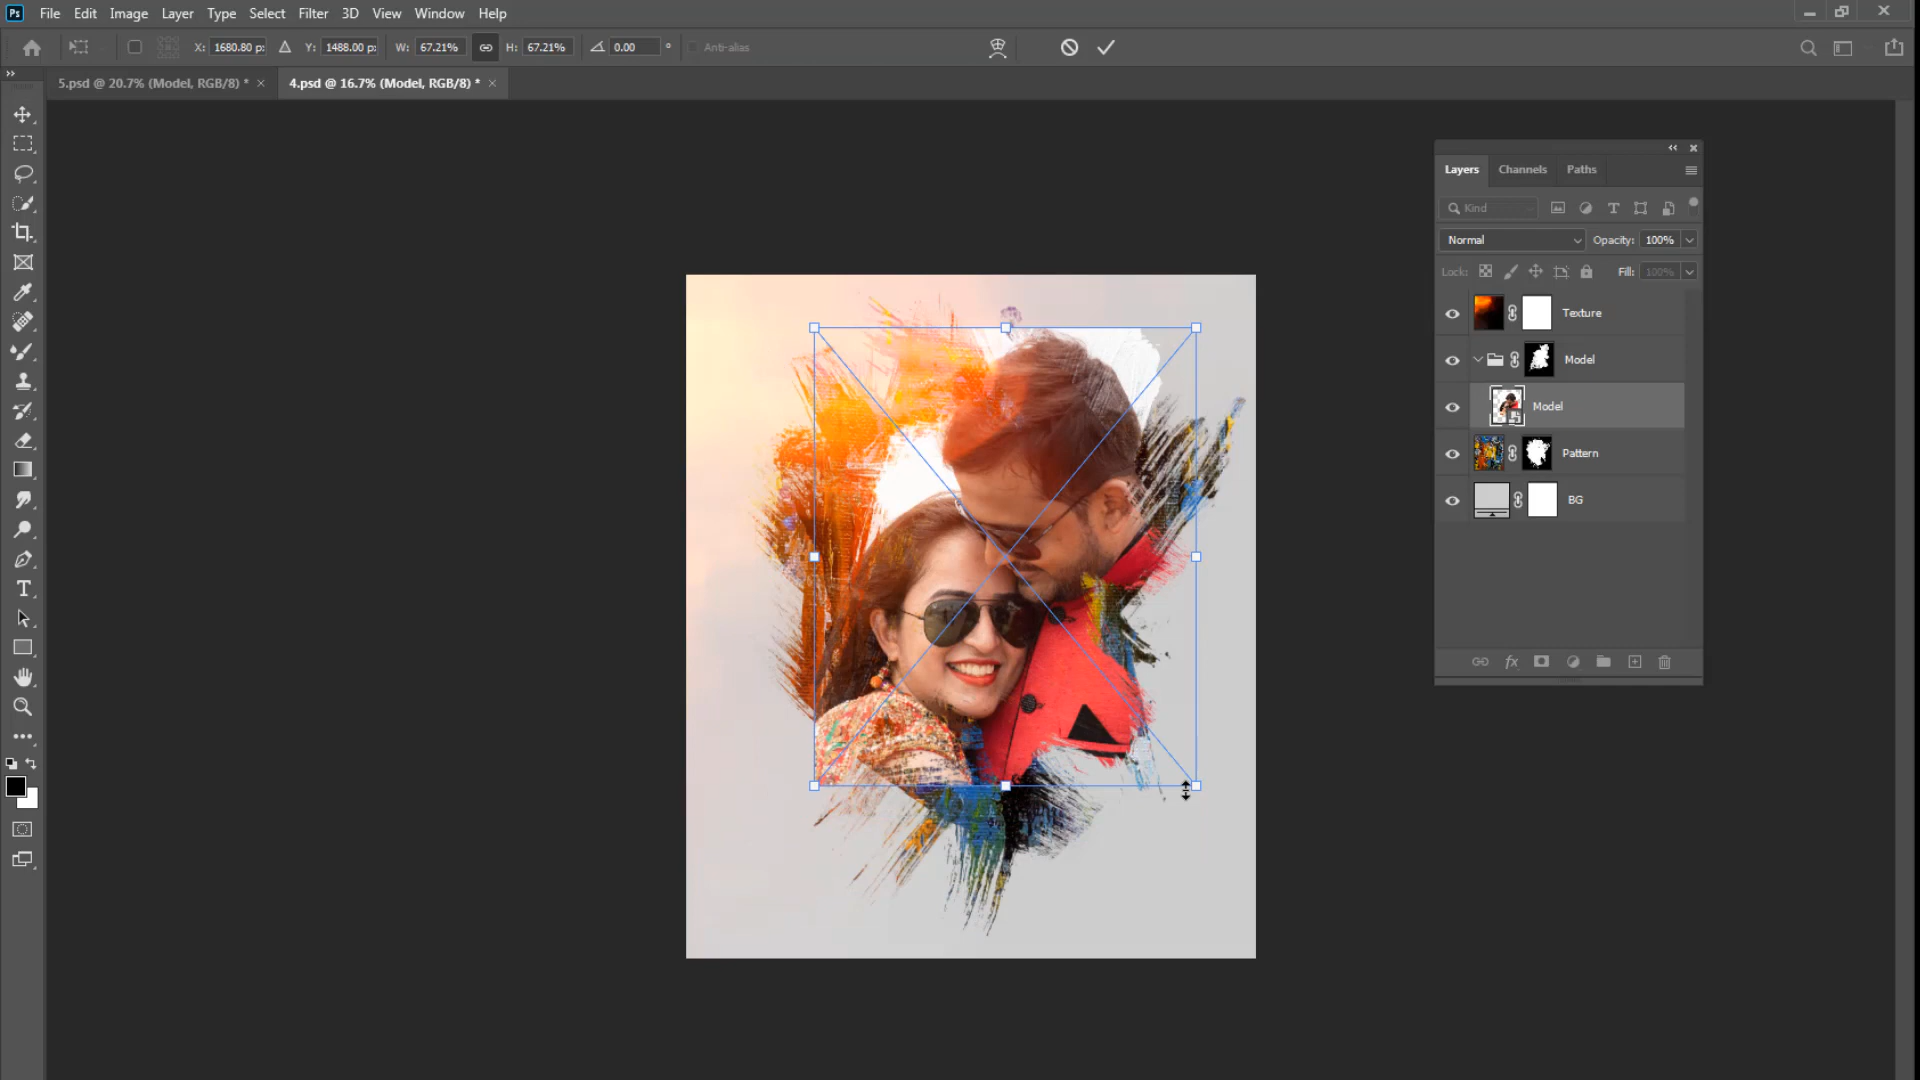 Ps File Edit Image Layer Type Select Filter 3D View Window Help
X: 1680.80 px Y: 1488.00 px W: 67.21% H: 67.21% 0.00 ° Anti-alias
5.psd @ 20.7% (Model, RGB/8) * × 4.psd @ 16.7% (Model, RGB/8) * ×
Layers Channels Paths
Kind
Normal Opacity: 100%
Lock: Fill: 100%
Texture
Model
Model
Pattern
BG
fx